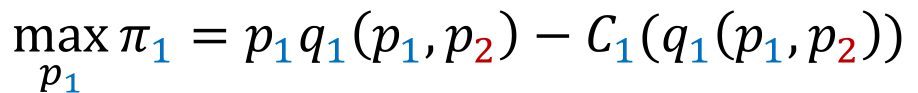 max π₁ = p₁q₁(p₁, p₂) − C₁(q₁(p₁, p₂))
p₁